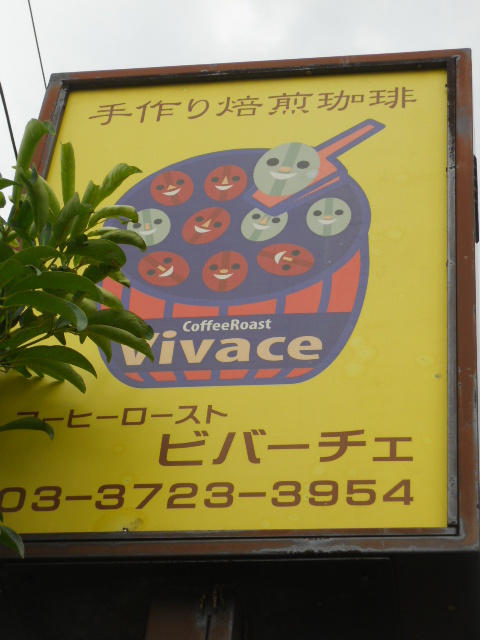 手作り焙煎珈琲
CoffeeRoast
Vivace
コーヒーロースト
ビバーチェ
03-3723-3954